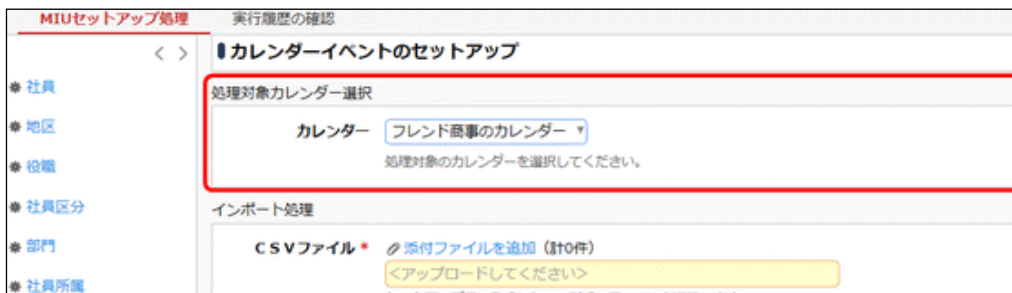 MIUセットアップ処理
実行履歴の確認
< >
カレンダーイベントのセットアップ
社員
地区
役職
社員区分
部門
社員所属
処理対象カレンダー選択
カレンダー フレンド商事のカレンダー ▼
処理対象のカレンダーを選択してください。
インポート処理
CSVファイル * 添付ファイルを追加 (計0件)
<アップロードしてください>